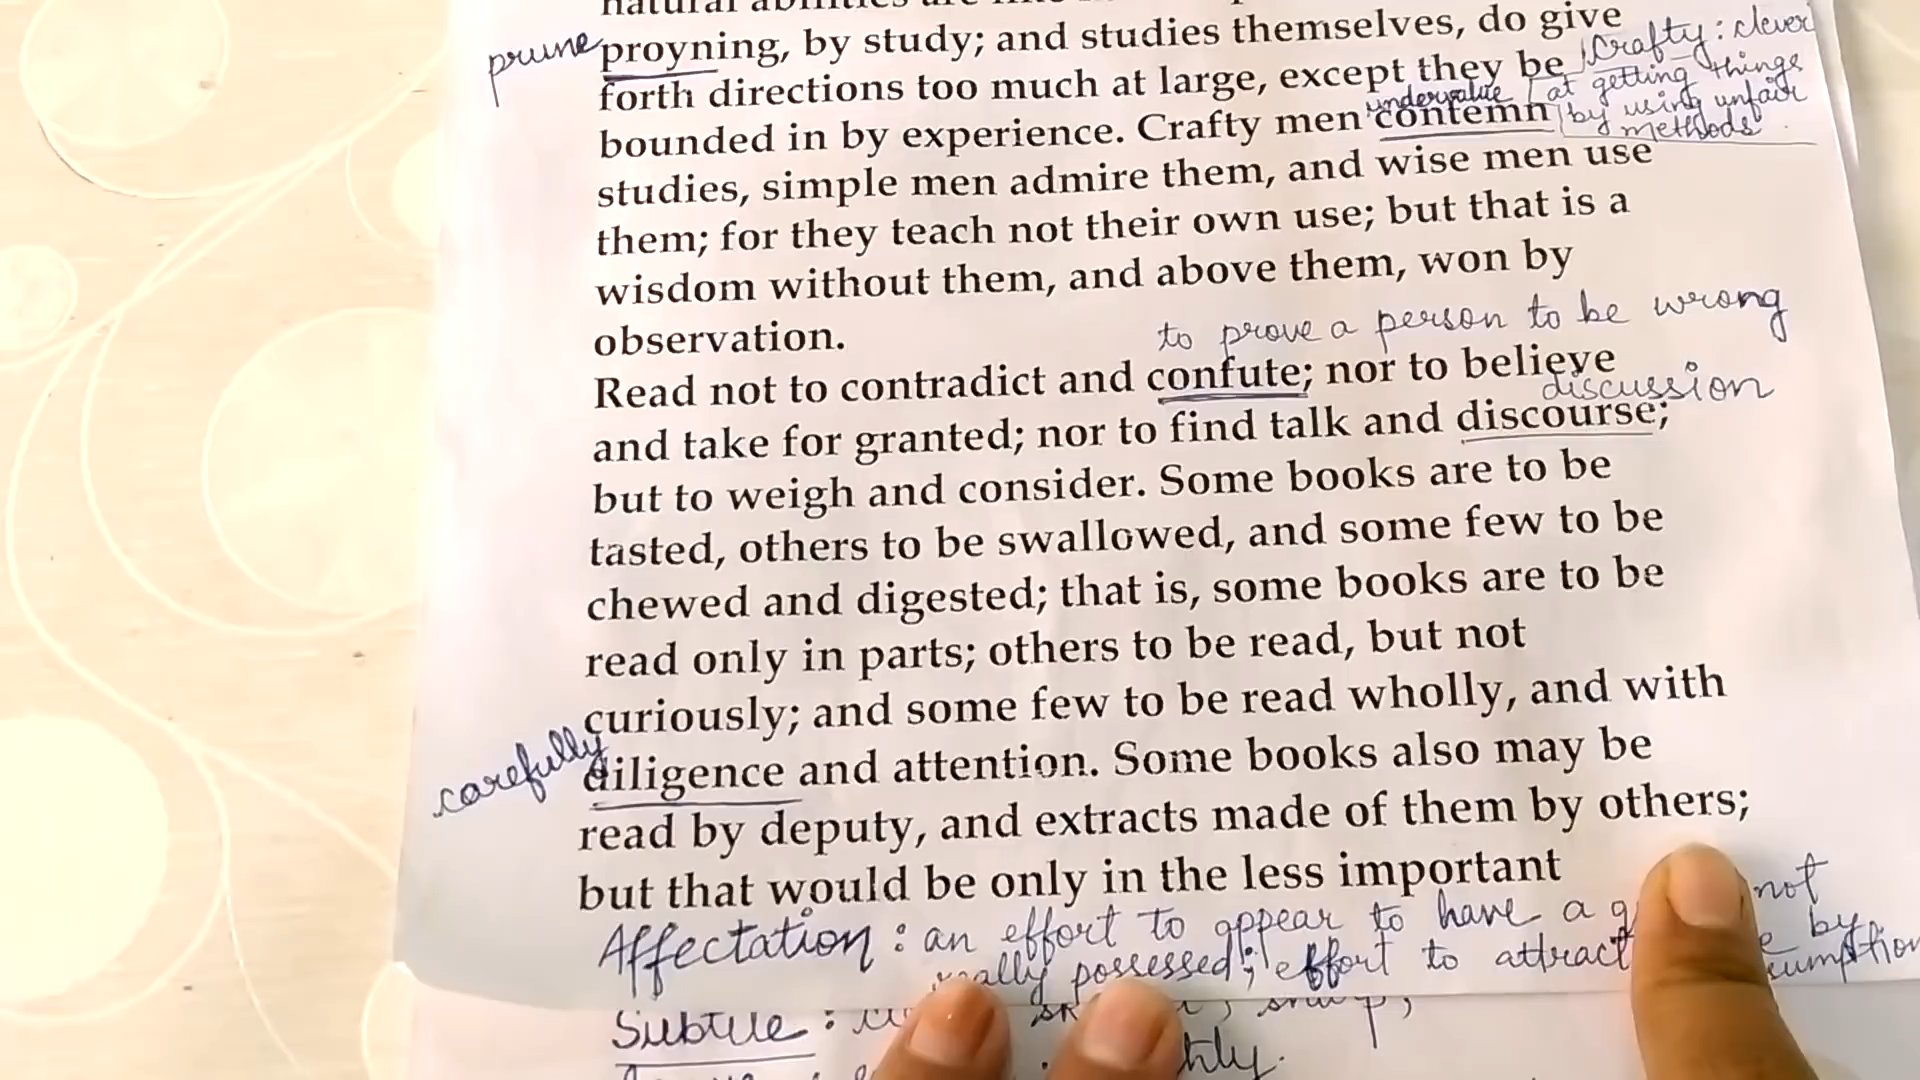 natural abilities are like
prune proyning, by study; and studies themselves, do give
Crafty: clever
forth directions too much at large, except they be
at getting things
undervalue
bounded in by experience. Crafty men contemn
by using unfair
methods
studies, simple men admire them, and wise men use
them; for they teach not their own use; but that is a
wisdom without them, and above them, won by
observation.
to prove a person to be wrong
Read not to contradict and confute; nor to believe
discussion
and take for granted; nor to find talk and discourse;
but to weigh and consider. Some books are to be
tasted, others to be swallowed, and some few to be
chewed and digested; that is, some books are to be
read only in parts; others to be read, but not
curiously; and some few to be read wholly, and with
carefully diligence and attention. Some books also may be
read by deputy, and extracts made of them by others;
but that would be only in the less important
Affectation: an effort to appear to have a not
really possessed; effort to attract by
Subtle: